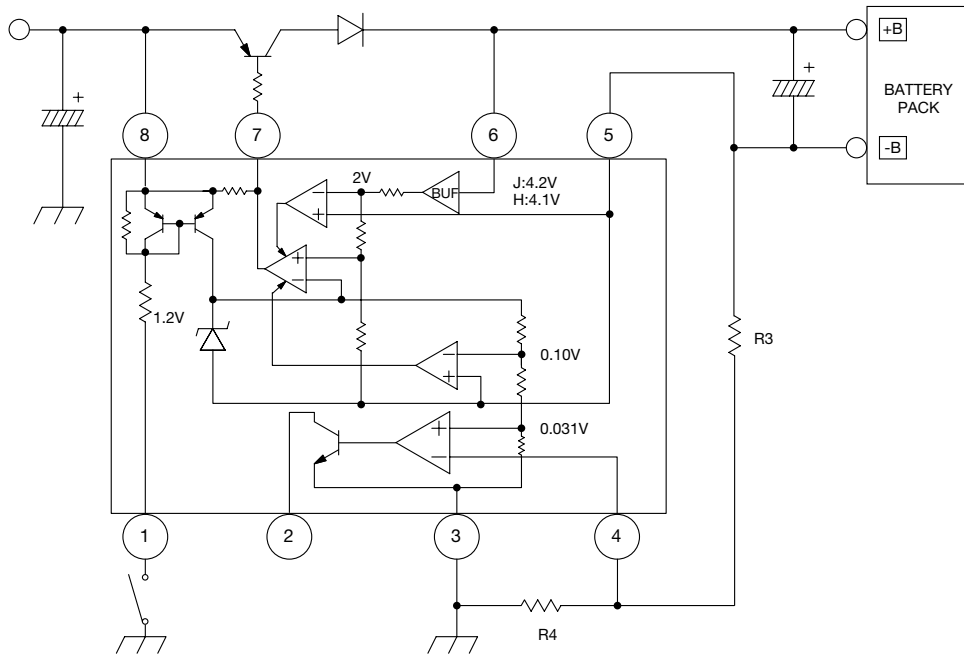 +
+
+B
BATTERY
PACK
-B
8
7
6
5
2V
BUF
J:4.2V
H:4.1V
−
+
+
−
1.2V
−
+
0.10V
R3
+
−
0.031V
1
2
3
4
R4